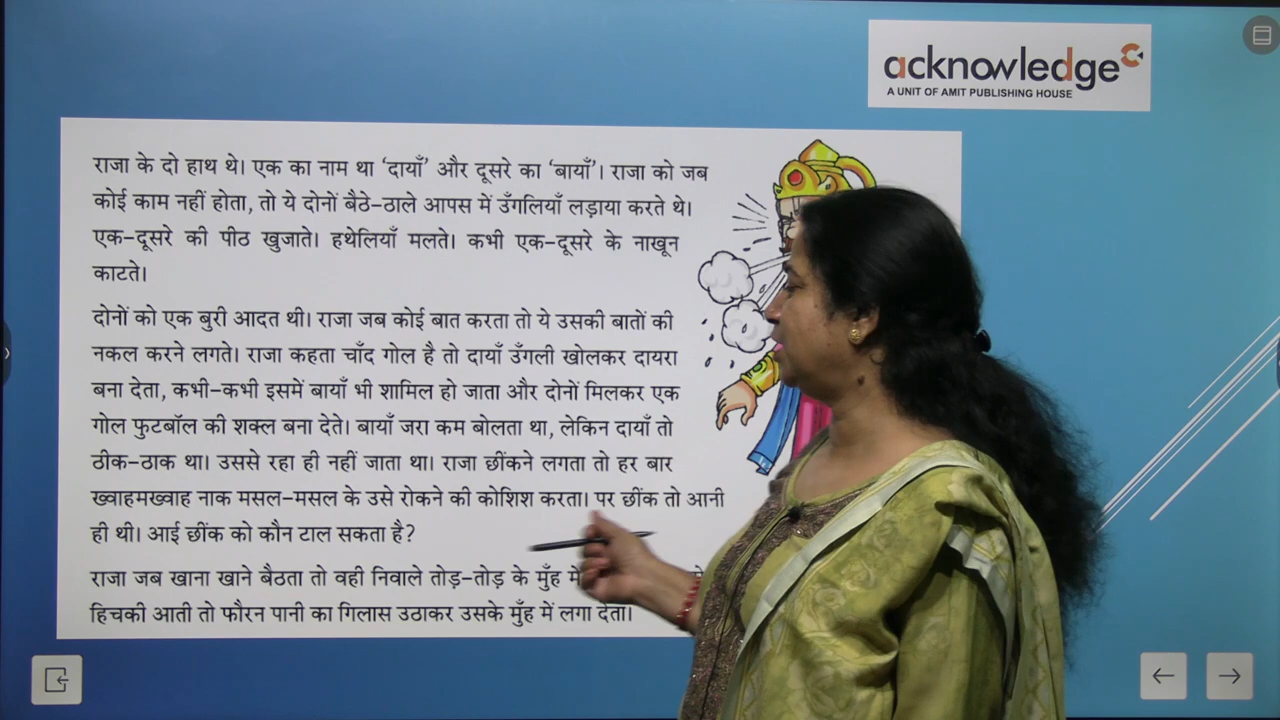 acknowledge
A UNIT OF AMIT PUBLISHING HOUSE
राजा के दो हाथ थे। एक का नाम था ‘दायाँ’ और दूसरे का ‘बायाँ’। राजा को जब
कोई काम नहीं होता, तो ये दोनों बैठे-ठाले आपस में उँगलियाँ लड़ाया करते थे।
एक-दूसरे की पीठ खुजाते। हथेलियाँ मलते। कभी एक-दूसरे के नाखून
काटते।
दोनों को एक बुरी आदत थी। राजा जब कोई बात करता तो ये उसकी बातों की
नकल करने लगते। राजा कहता चाँद गोल है तो दायाँ उँगली खोलकर दायरा
बना देता, कभी-कभी इसमें बायाँ भी शामिल हो जाता और दोनों मिलकर एक
गोल फुटबॉल की शक्ल बना देते। बायाँ जरा कम बोलता था, लेकिन दायाँ तो
ठीक-ठाक था। उससे रहा ही नहीं जाता था। राजा छींकने लगता तो हर बार
ख्वाहमख्वाह नाक मसल-मसल के उसे रोकने की कोशिश करता। पर छींक तो आनी
ही थी। आई छींक को कौन टाल सकता है?
राजा जब खाना खाने बैठता तो वही निवाले तोड़-तोड़ के मुँह
हिचकी आती तो फौरन पानी का गिलास उठाकर उसके मुँह में लगा देता।